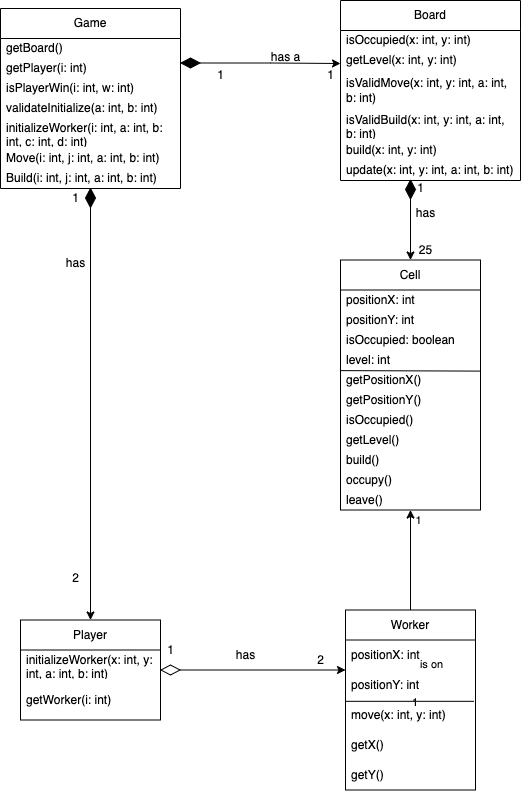 Game
getBoard()
getPlayer(i: int)
isPlayerWin(i: int, w: int)
validateInitialize(a: int, b: int)
initializeWorker(i: int, a: int, b:
int, c: int, d: int)
Move(i: int, j: int, a: int, b: int)
Build(i: int, j: int, a: int, b: int)
has a
1
1
Board
isOccupied(x: int, y: int)
getLevel(x: int, y: int)
isValidMove(x: int, y: int, a: int,
b: int)
isValidBuild(x: int, y: int, a: int,
b: int)
build(x: int, y: int)
update(x: int, y: int, a: int, b: int)
1
has
25
1
has
2
Cell
positionX: int
positionY: int
isOccupied: boolean
level: int
getPositionX()
getPositionY()
isOccupied()
getLevel()
build()
occupy()
leave()
1
Player
initializeWorker(x: int, y:
int, a: int, b: int)
getWorker(i: int)
1
has
2
Worker
positionX: int
is on
positionY: int
1
move(x: int, y: int)
getX()
getY()